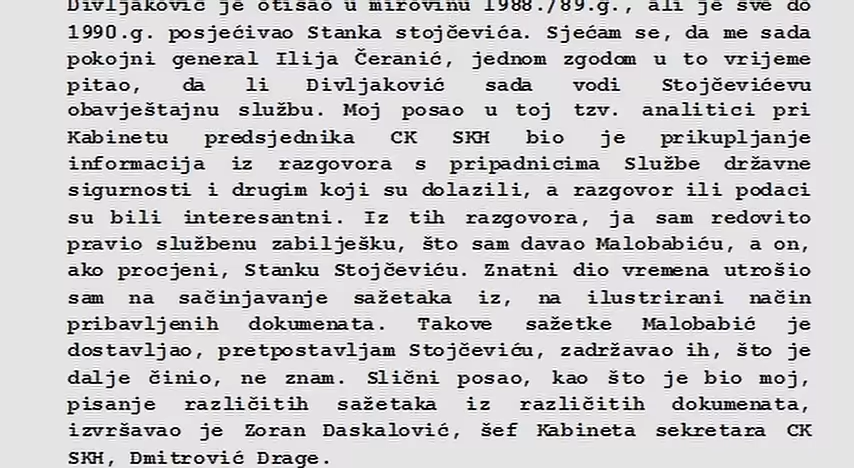 Divljaković je otišao u mirovinu 1988./89.g., ali je sve do
1990.g. posjećivao Stanka stojčevića. Sjećam se, da me sada
pokojni general Ilija Čeranić, jednom zgodom u to vrijeme
pitao, da li Divljaković sada vodi Stojčevićevu
obavještajnu službu. Moj posao u toj tzv. analitici pri
Kabinetu predsjednika CK SKH bio je prikupljanje
informacija iz razgovora s pripadnicima Službe državne
sigurnosti i drugim koji su dolazili, a razgovor ili podaci
su bili interesantni. Iz tih razgovora, ja sam redovito
pravio službenu zabilješku, što sam davao Malobabiću, a on,
ako procjeni, Stanku Stojčeviću. Znatni dio vremena utrošio
sam na sačinjavanje sažetaka iz, na ilustrirani način
pribavljenih dokumenata. Takove sažetke Malobabić je
dostavljao, pretpostavljam Stojčeviću, zadržavao ih, što je
dalje činio, ne znam. Slični posao, kao što je bio moj,
pisanje različitih sažetaka iz različitih dokumenata,
izvršavao je Zoran Daskalović, šef Kabineta sekretara CK
SKH, Dmitrović Drage.